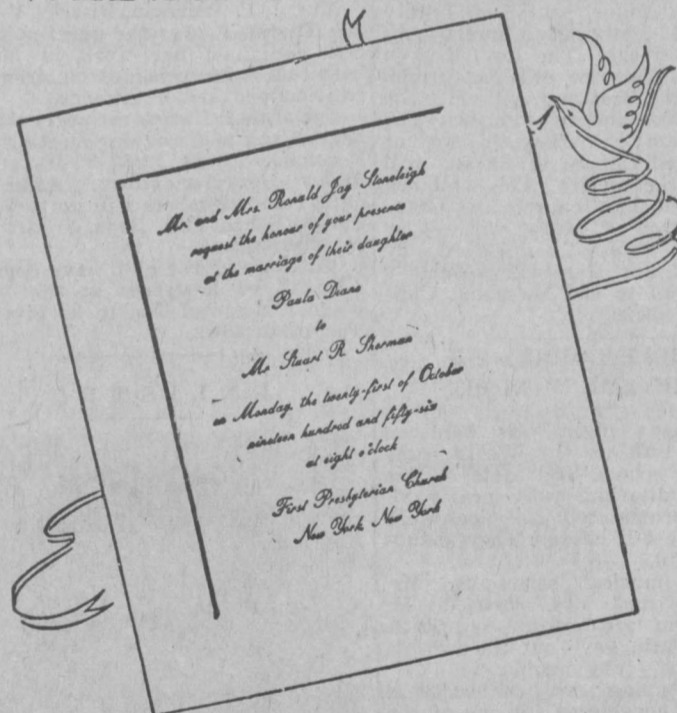 Mr. and Mrs. Ronald Jay Stoneleigh
request the honour of your presence
at the marriage of their daughter
Paula Diane
to
Mr. Stuart R. Sherman
on Monday, the twenty-first of October
nineteen hundred and fifty-six
at eight o'clock
First Presbyterian Church
New York, New York